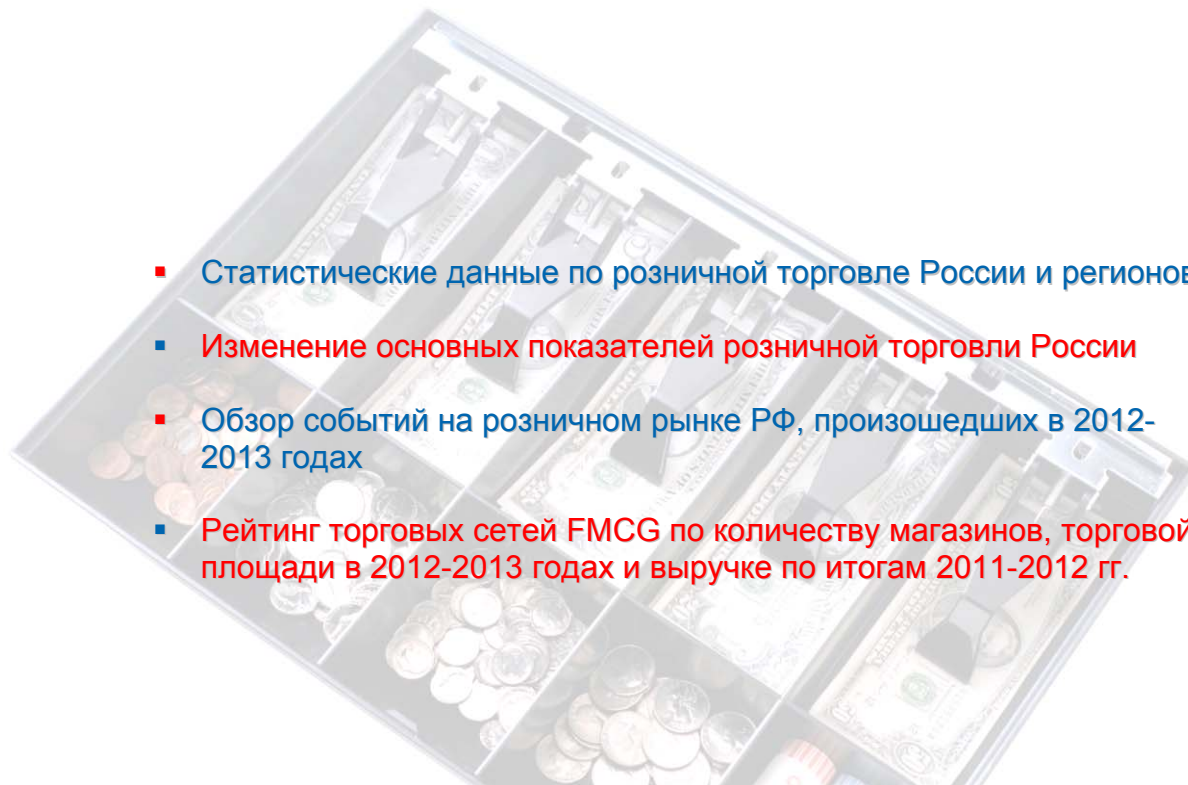 ▪ Статистические данные по розничной торговле России и регионов
▪ Изменение основных показателей розничной торговли России
▪ Обзор событий на розничном рынке РФ, произошедших в 2012-
2013 годах
▪ Рейтинг торговых сетей FMCG по количеству магазинов, торговой
площади в 2012-2013 годах и выручке по итогам 2011-2012 гг.